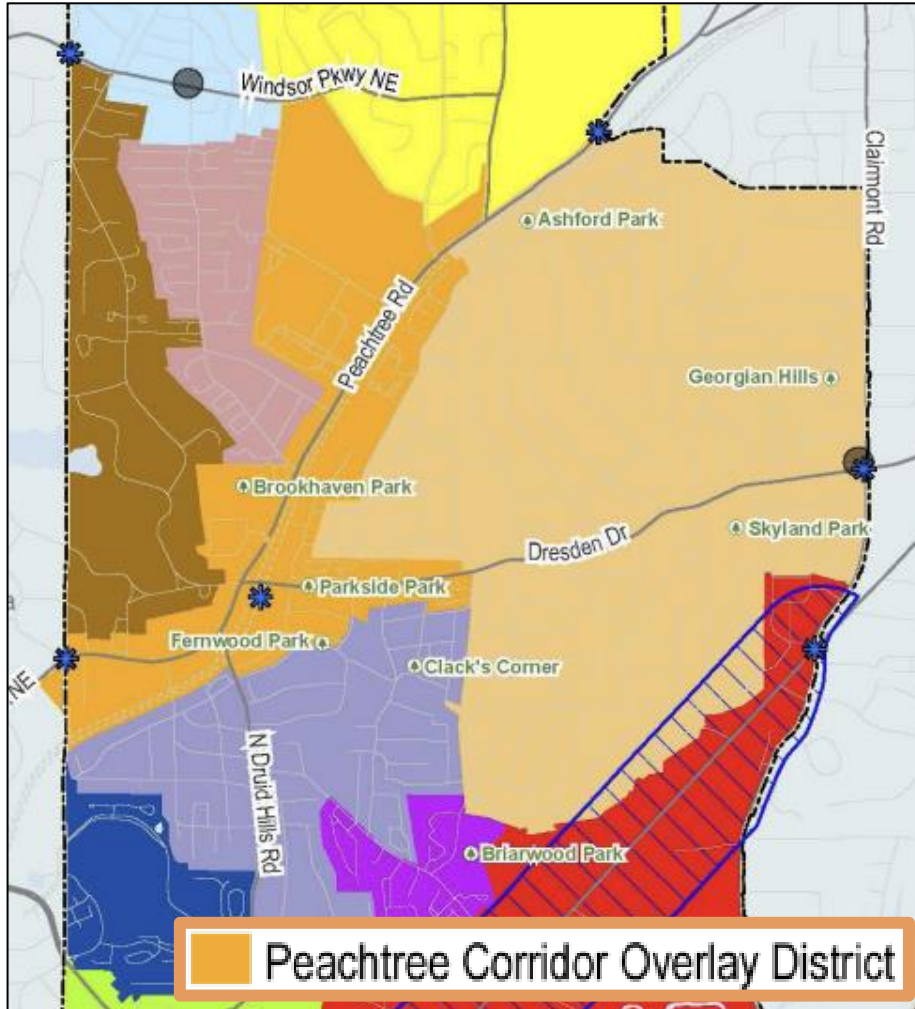 Windsor Pkwy NE
Clairmont Rd
Ashford Park
Peachtree Rd
Georgian Hills
Brookhaven Park
Skyland Park
Dresden Dr
Parkside Park
Fernwood Park
Clack's Corner
NE
N Druid Hills Rd
Briarwood Park
Peachtree Corridor Overlay District